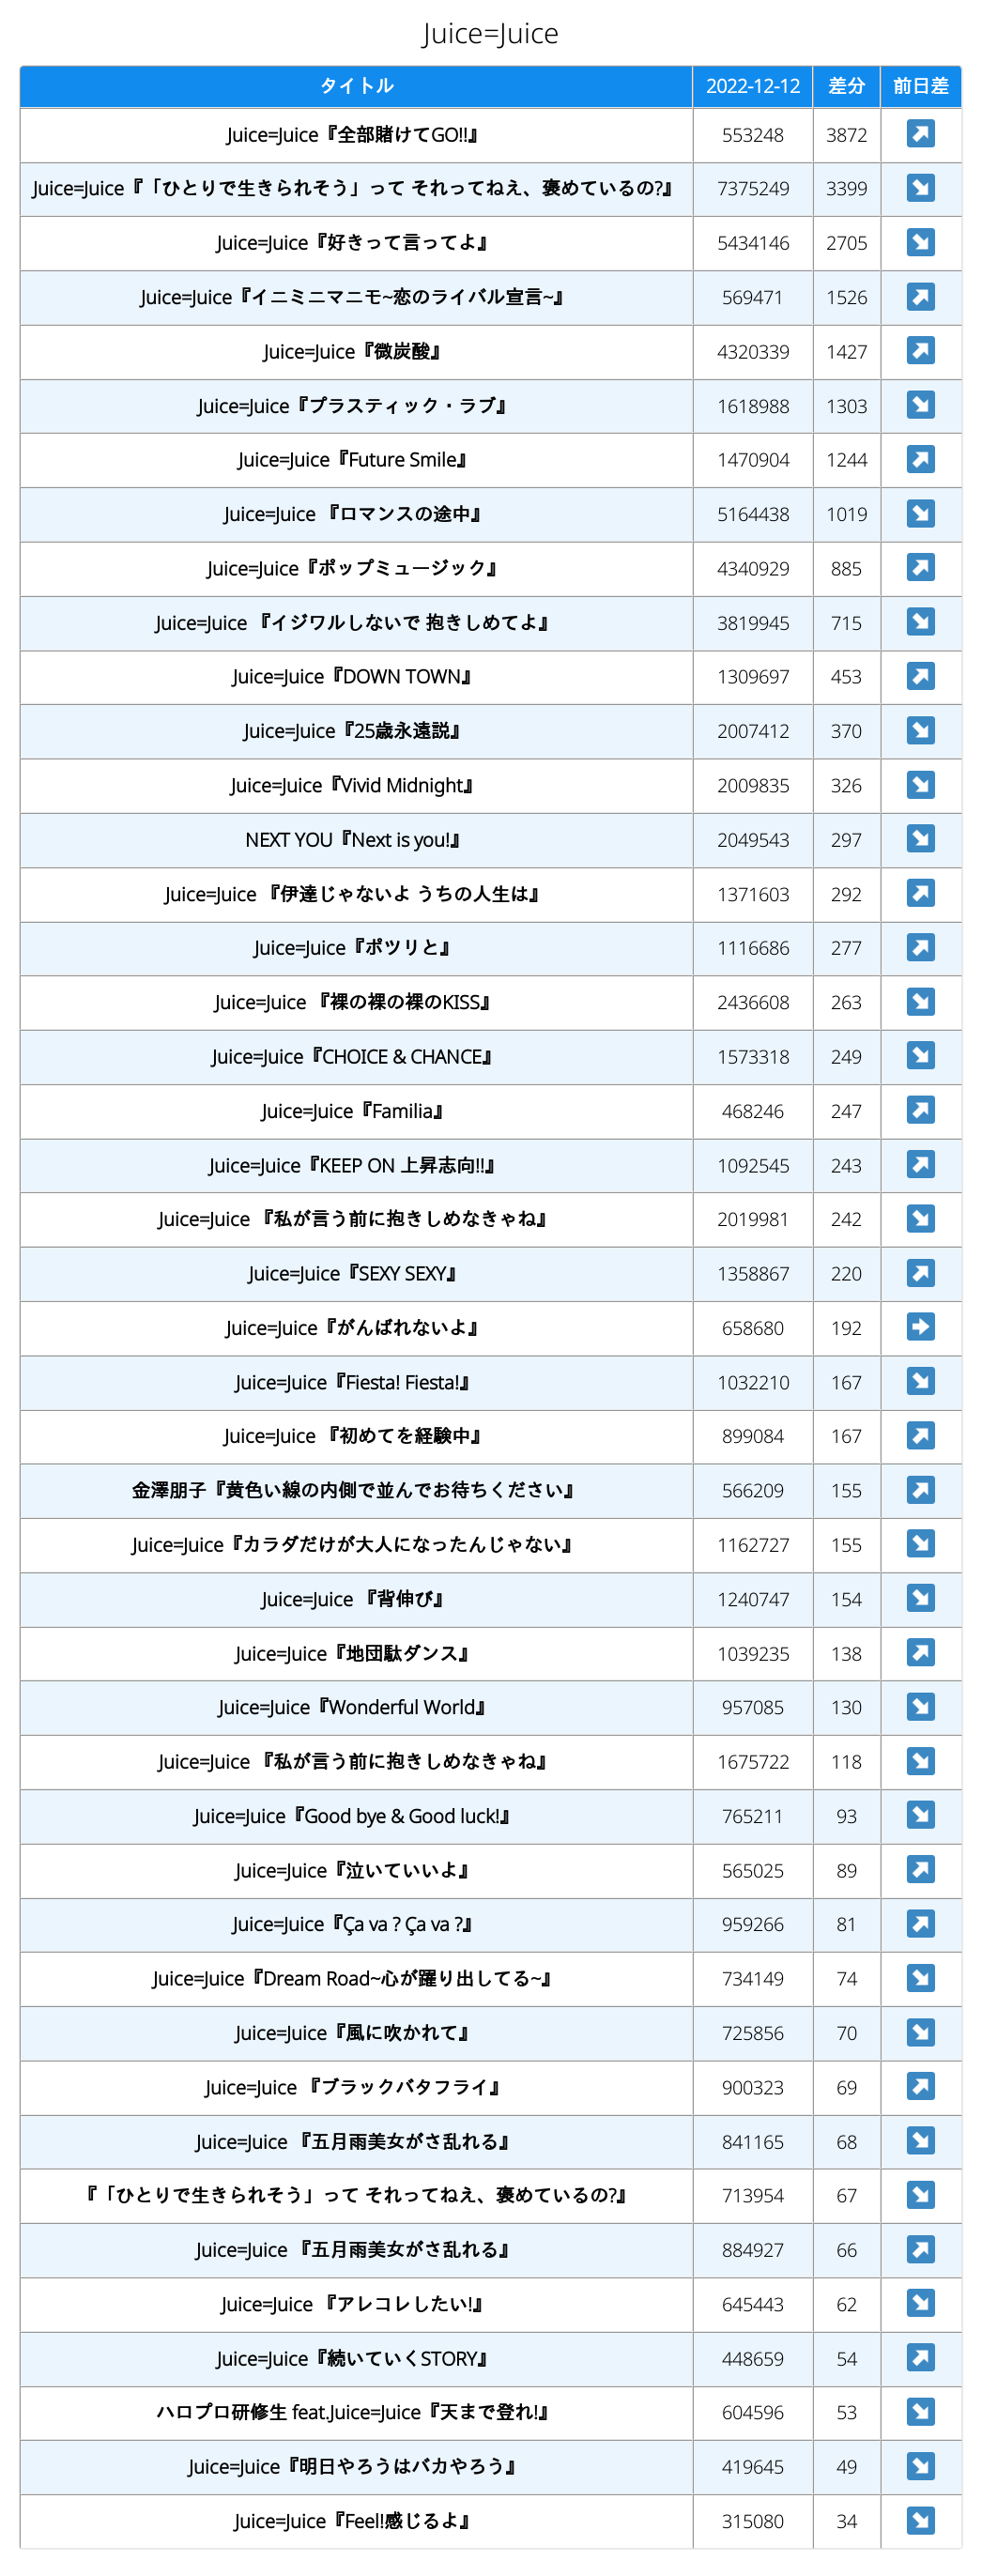 Juice=Juice
タイトル 2022-12-12 差分 前日差
Juice=Juice『全部賭けてGO!!』 553248 3872 ↗
Juice=Juice『「ひとりで生きられそう」って それってねえ、褒めているの?』 7375249 3399 ↘
Juice=Juice『好きって言ってよ』 5434146 2705 ↘
Juice=Juice『イニミニマニモ~恋のライバル宣言~』 569471 1526 ↗
Juice=Juice『微炭酸』 4320339 1427 ↗
Juice=Juice『プラスティック・ラブ』 1618988 1303 ↘
Juice=Juice『Future Smile』 1470904 1244 ↗
Juice=Juice 『ロマンスの途中』 5164438 1019 ↘
Juice=Juice『ポップミュージック』 4340929 885 ↗
Juice=Juice 『イジワルしないで 抱きしめてよ』 3819945 715 ↘
Juice=Juice『DOWN TOWN』 1309697 453 ↗
Juice=Juice『25歳永遠説』 2007412 370 ↘
Juice=Juice『Vivid Midnight』 2009835 326 ↘
NEXT YOU『Next is you!』 2049543 297 ↘
Juice=Juice 『伊達じゃないよ うちの人生は』 1371603 292 ↗
Juice=Juice『ポツリと』 1116686 277 ↗
Juice=Juice 『裸の裸の裸のKISS』 2436608 263 ↘
Juice=Juice『CHOICE & CHANCE』 1573318 249 ↘
Juice=Juice『Familia』 468246 247 ↗
Juice=Juice『KEEP ON 上昇志向!!』 1092545 243 ↗
Juice=Juice 『私が言う前に抱きしめなきゃね』 2019981 242 ↘
Juice=Juice『SEXY SEXY』 1358867 220 ↗
Juice=Juice『がんばれないよ』 658680 192 ➡
Juice=Juice『Fiesta! Fiesta!』 1032210 167 ↘
Juice=Juice 『初めてを経験中』 899084 167 ↗
金澤朋子『黄色い線の内側で並んでお待ちください』 566209 155 ↗
Juice=Juice『カラダだけが大人になったんじゃない』 1162727 155 ↘
Juice=Juice 『背伸び』 1240747 154 ↘
Juice=Juice『地団駄ダンス』 1039235 138 ↗
Juice=Juice『Wonderful World』 957085 130 ↘
Juice=Juice 『私が言う前に抱きしめなきゃね』 1675722 118 ↘
Juice=Juice『Good bye & Good luck!』 765211 93 ↘
Juice=Juice『泣いていいよ』 565025 89 ↗
Juice=Juice『Ça va ? Ça va ?』 959266 81 ↗
Juice=Juice『Dream Road~心が躍り出してる~』 734149 74 ↘
Juice=Juice『風に吹かれて』 725856 70 ↘
Juice=Juice 『ブラックバタフライ』 900323 69 ↗
Juice=Juice 『五月雨美女がさ乱れる』 841165 68 ↘
『「ひとりで生きられそう」って それってねえ、褒めているの?』 713954 67 ↘
Juice=Juice 『五月雨美女がさ乱れる』 884927 66 ↗
Juice=Juice 『アレコレしたい!』 645443 62 ↘
Juice=Juice『続いていくSTORY』 448659 54 ↗
ハロプロ研修生 feat.Juice=Juice『天まで登れ!』 604596 53 ↘
Juice=Juice『明日やろうはバカやろう』 419645 49 ↘
Juice=Juice『Feel!感じるよ』 315080 34 ↘